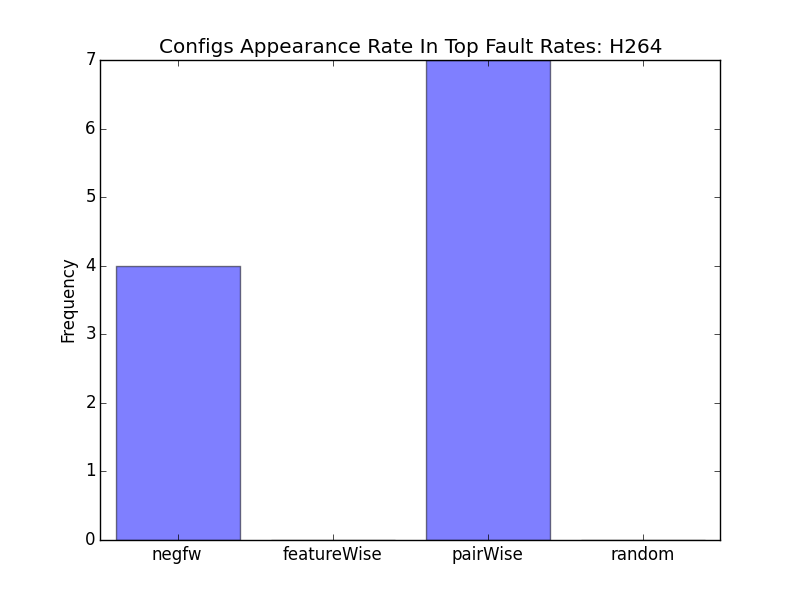 Configs Appearance Rate In Top Fault Rates: H264
7
6
5
4
3
2
1
0
Frequency
negfw featureWise pairWise random